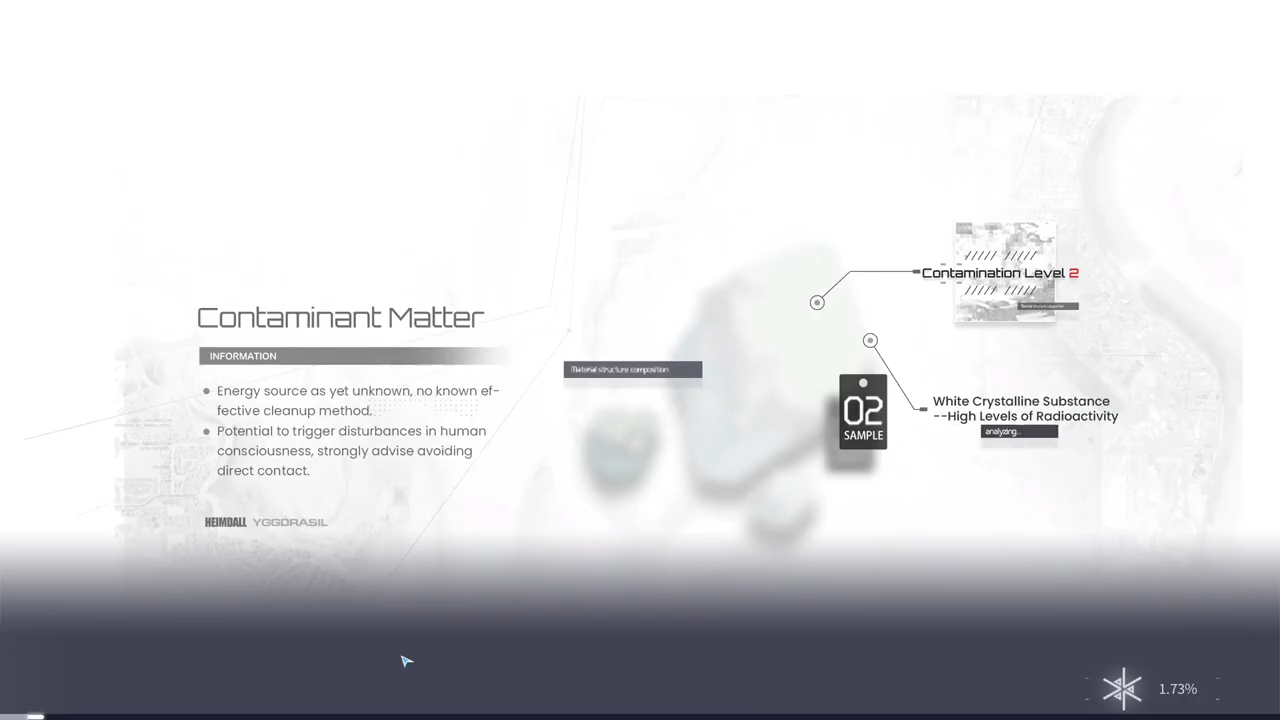 Contamination Level 2
Contaminant Matter
INFORMATION
Material structure composition
Energy source as yet unknown, no known ef-
fective cleanup method.
Potential to trigger disturbances in human
consciousness, strongly advise avoiding
direct contact.
02
SAMPLE
White Crystalline Substance
--High Levels of Radioactivity
analyzing...
HEIMDALL YGGDRASIL
1.73%